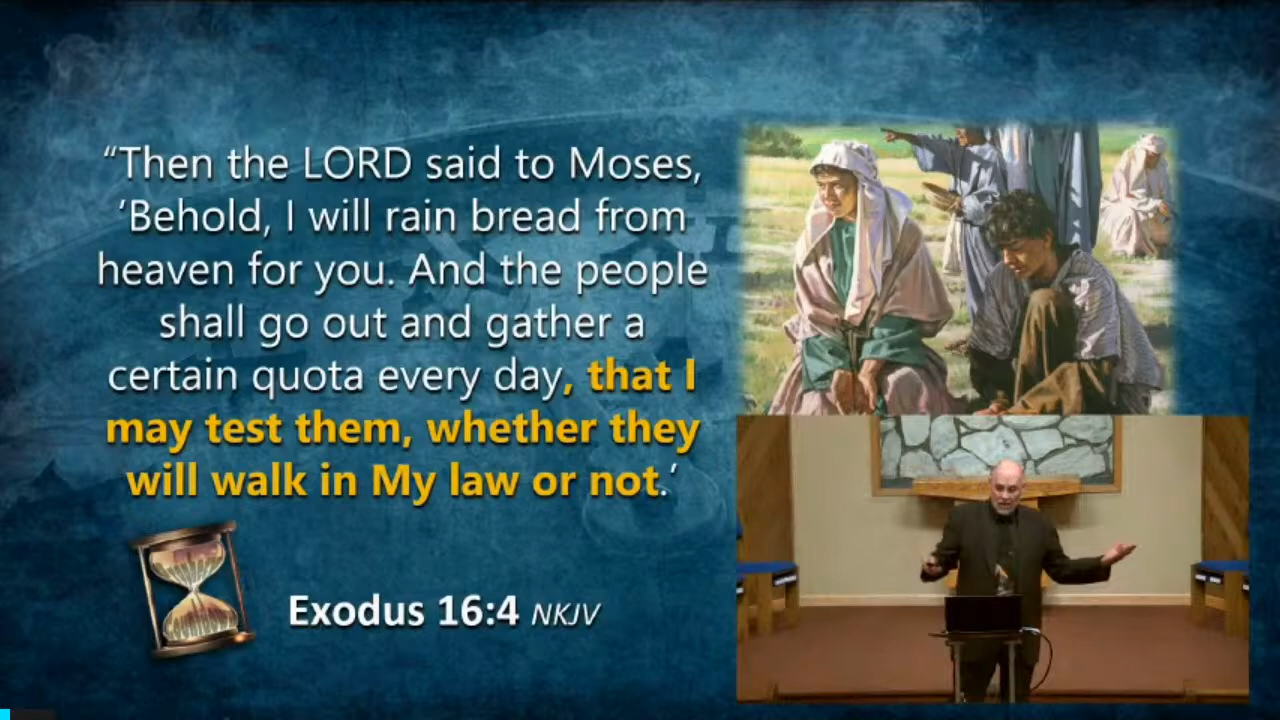 “Then the LORD said to Moses,
‘Behold, I will rain bread from
heaven for you. And the people
shall go out and gather a
certain quota every day, that I
may test them, whether they
will walk in My law or not.’
Exodus 16:4 NKJV